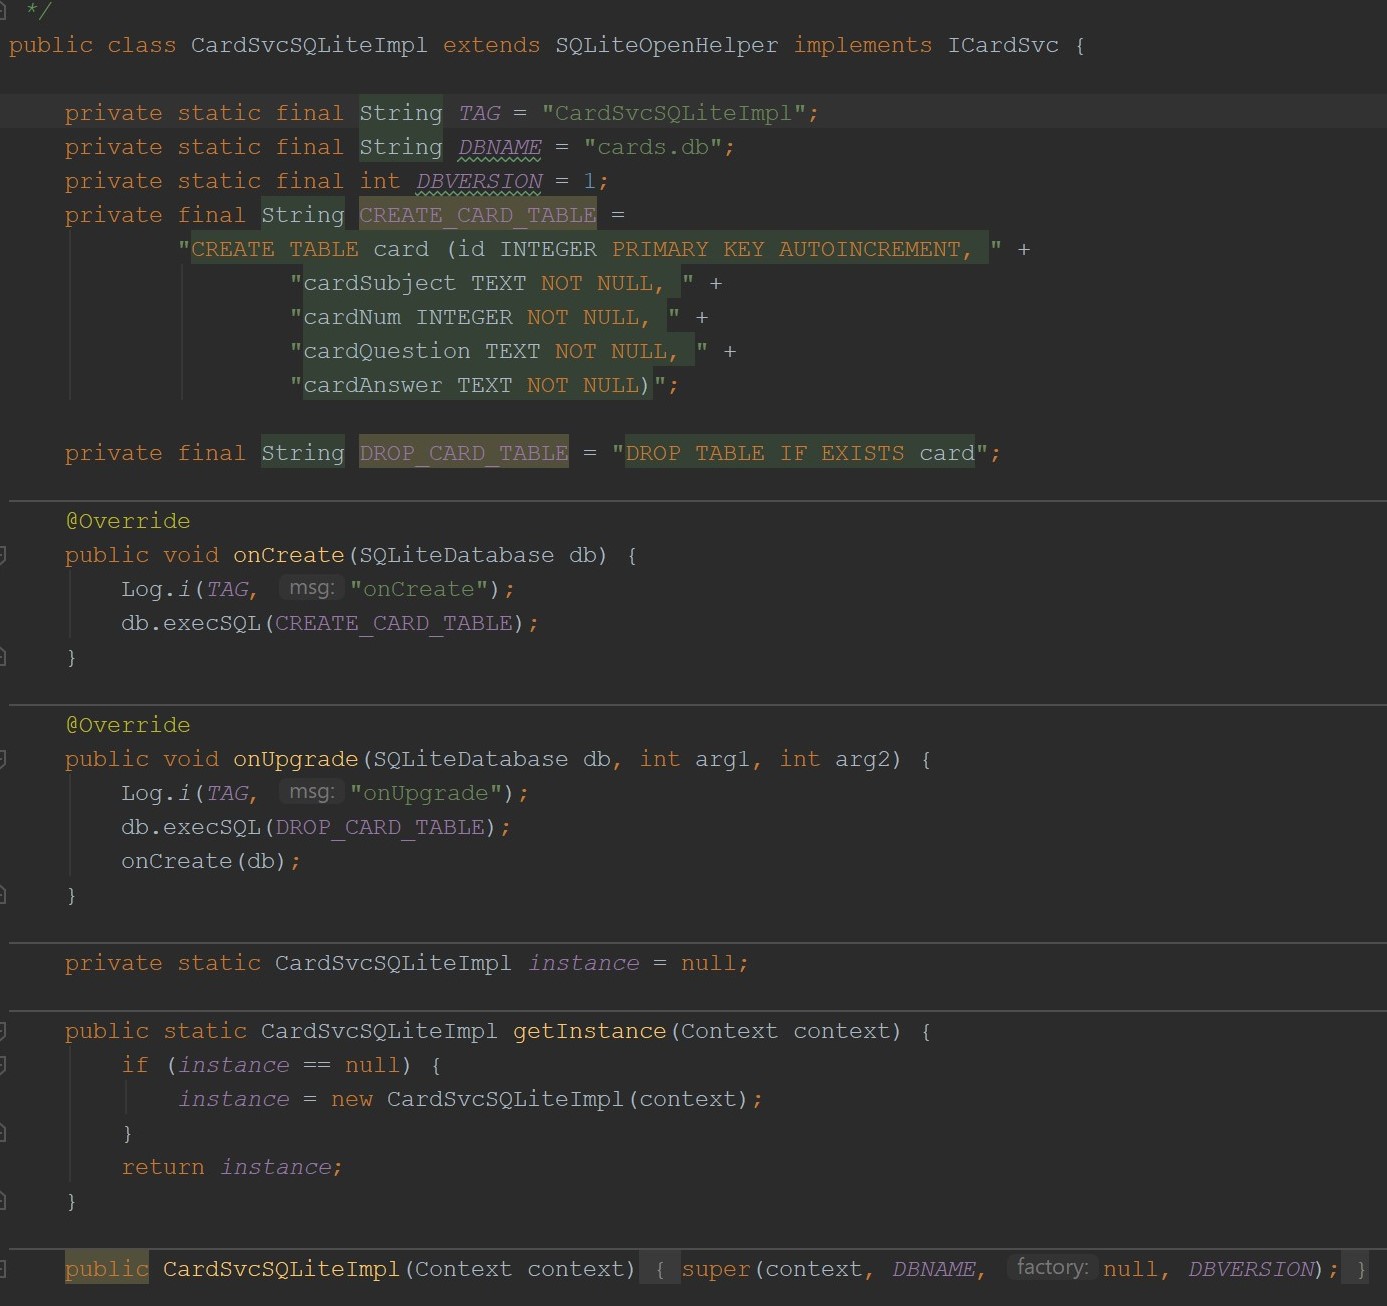 */
public class CardSvcSQLiteImpl extends SQLiteOpenHelper implements ICardSvc {
private static final String TAG = "CardSvcSQLiteImpl";
private static final String DBNAME = "cards.db";
private static final int DBVERSION = 1;
private final String CREATE_CARD_TABLE =
"CREATE TABLE card (id INTEGER PRIMARY KEY AUTOINCREMENT, " +
"cardSubject TEXT NOT NULL, " +
"cardNum INTEGER NOT NULL, " +
"cardQuestion TEXT NOT NULL, " +
"cardAnswer TEXT NOT NULL)";
private final String DROP_CARD_TABLE = "DROP TABLE IF EXISTS card";
@Override
public void onCreate(SQLiteDatabase db) {
Log.i(TAG, msg: "onCreate");
db.execSQL(CREATE_CARD_TABLE);
}
@Override
public void onUpgrade(SQLiteDatabase db, int arg1, int arg2) {
Log.i(TAG, msg: "onUpgrade");
db.execSQL(DROP_CARD_TABLE);
onCreate(db);
}
private static CardSvcSQLiteImpl instance = null;
public static CardSvcSQLiteImpl getInstance(Context context) {
if (instance == null) {
instance = new CardSvcSQLiteImpl(context);
}
return instance;
}
public CardSvcSQLiteImpl(Context context) { super(context, DBNAME, factory: null, DBVERSION); }